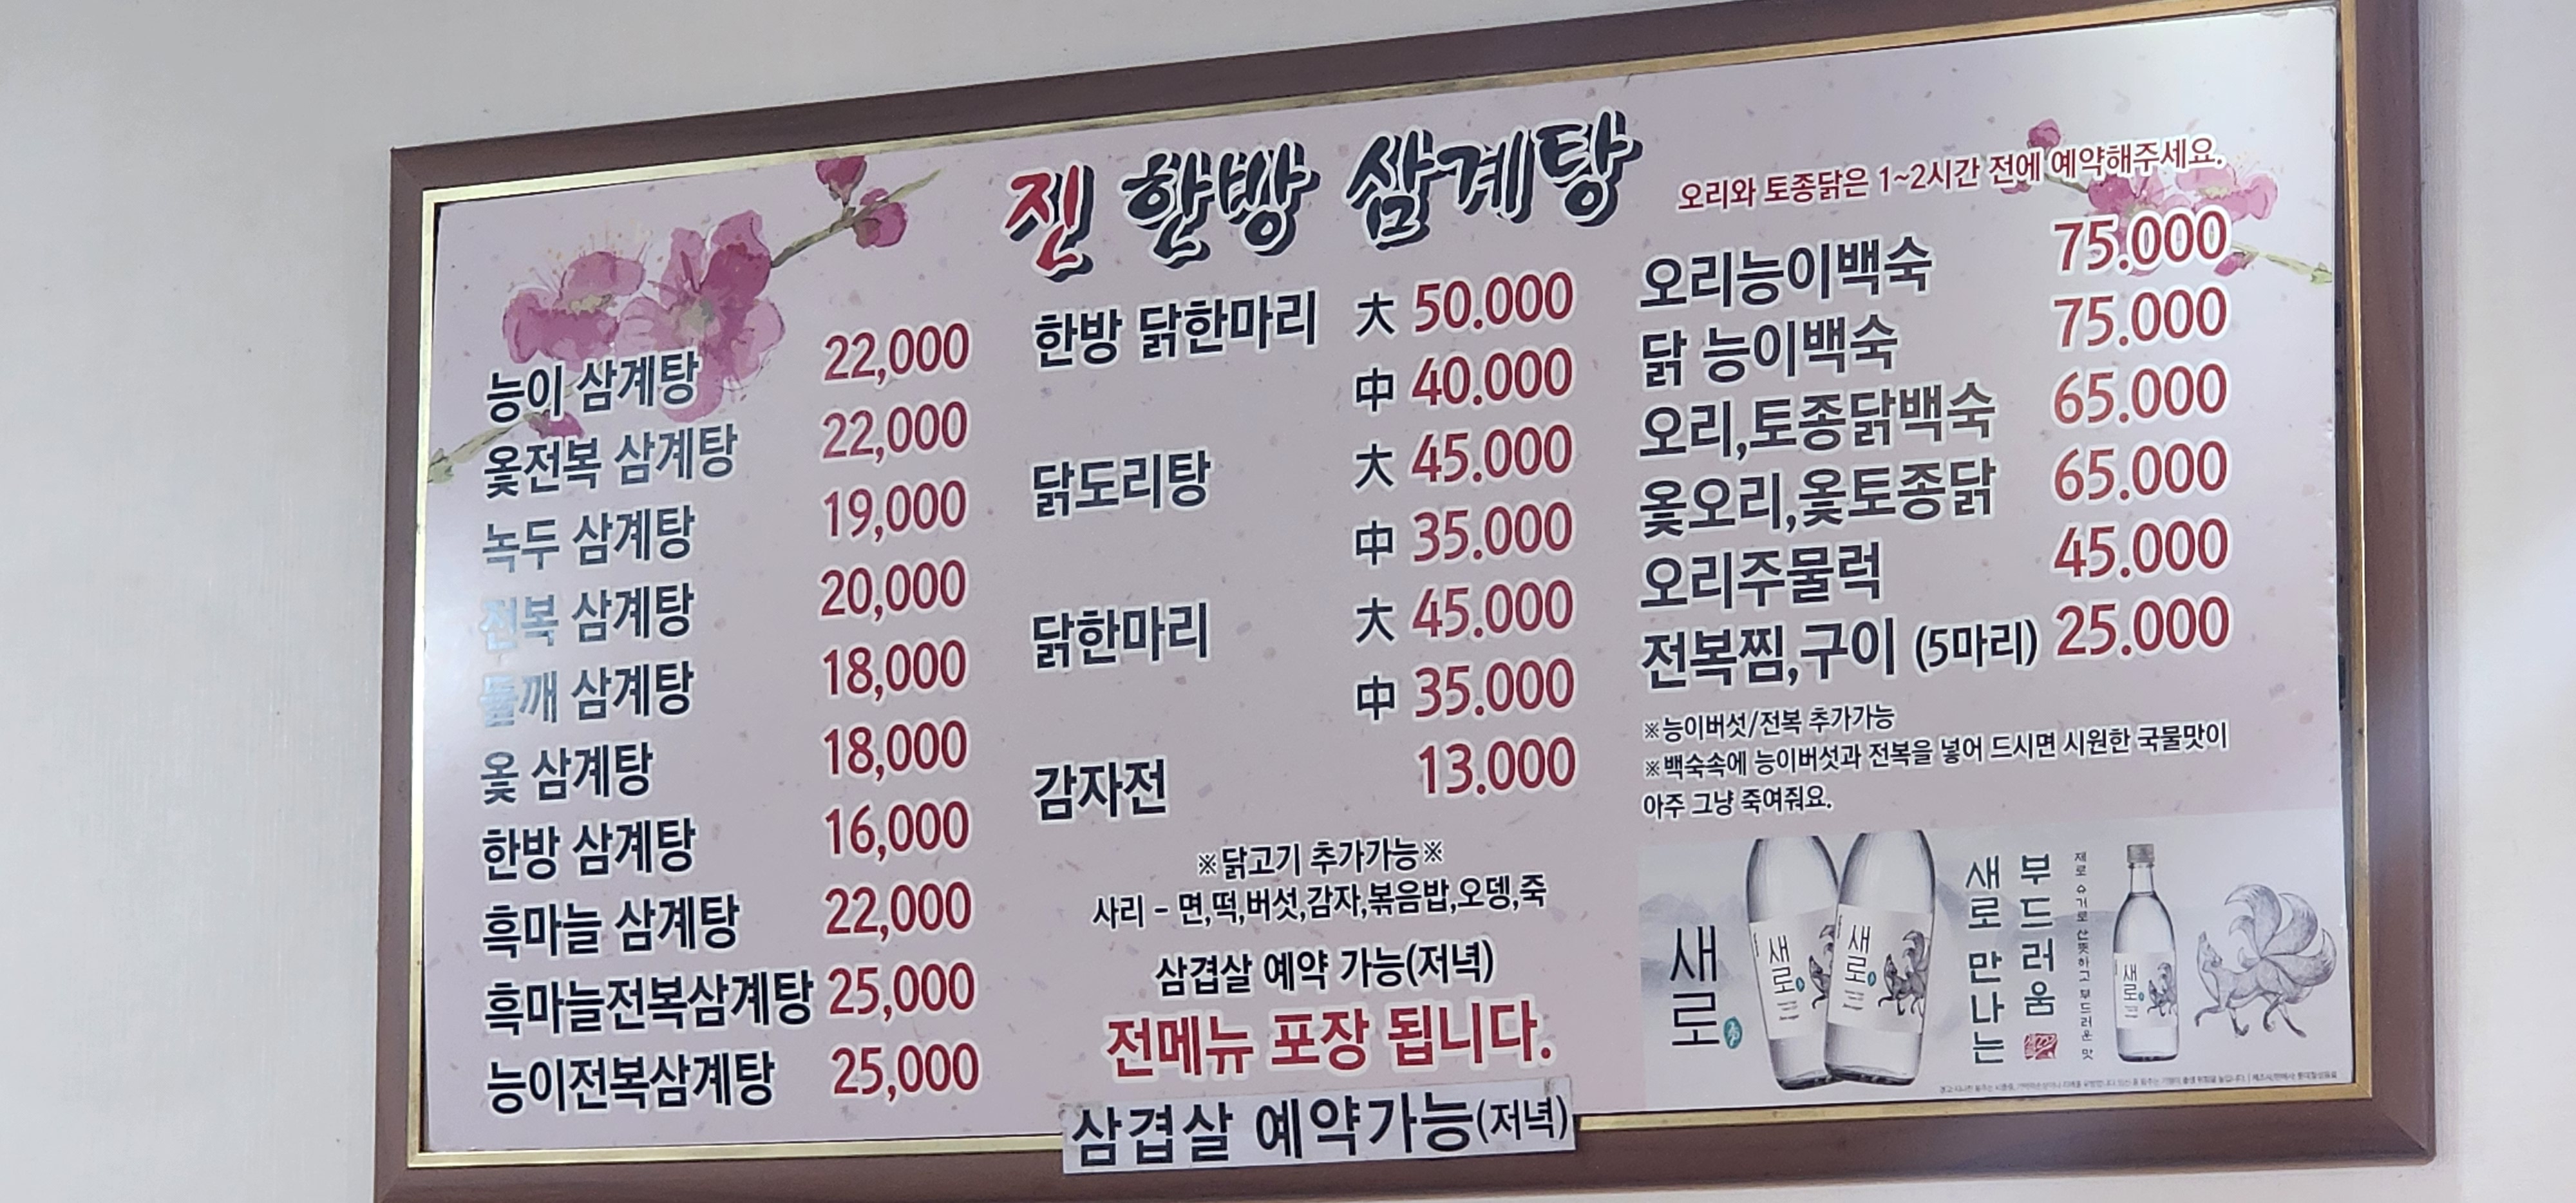 진 한방 삼계탕
능이 삼계탕 22,000
옻전복 삼계탕 22,000
녹두 삼계탕 19,000
전복 삼계탕 20,000
들깨 삼계탕 18,000
옻 삼계탕 18,000
한방 삼계탕 16,000
흑마늘 삼계탕 22,000
흑마늘전복삼계탕 25,000
능이전복삼계탕 25,000
한방 닭한마리 大 50.000
中 40.000
닭도리탕 大 45.000
中 35.000
닭한마리 大 45.000
中 35.000
감자전 13.000
※닭고기 추가가능※
사리 - 면,떡,버섯,감자,볶음밥,오뎅,죽
삼겹살 예약 가능(저녁)
전메뉴 포장 됩니다.
삼겹살 예약가능(저녁)
오리와 토종닭은 1~2시간 전에 예약해주세요.
오리능이백숙 75.000
닭 능이백숙 75.000
오리,토종닭백숙 65.000
옻오리,옻토종닭 65.000
오리주물럭 45.000
전복찜,구이 (5마리) 25.000
※능이버섯/전복 추가가능
※백숙속에 능이버섯과 전복을 넣어 드시면 시원한 국물맛이
아주 그냥 죽여줘요.
새로
새로
새로
부드러움
새로 만나는
제로 슈거로 산뜻하고 부드러운 맛
새로